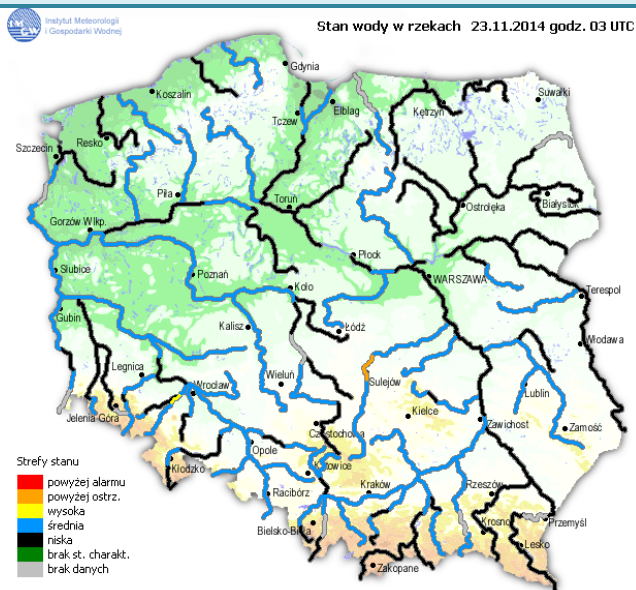 IMGW
Instytut Meteorologii
i Gospodarki Wodnej
Stan wody w rzekach 23.11.2014 godz. 03 UTC
Gdynia
Koszalin
Suwałki
Elbląg
Kętrzyn
Tczew
Resko
Szczecin
Piła
Toruń
Białystok
Ostrołęka
Gorzów Wlkp.
Płock
Słubice
Poznań
WARSZAWA
Koło
Terespol
Gubin
Kalisz
Łódź
Włodawa
Legnica
Wieluń
Sulejów
Wrocław
Lublin
Kielce
Jelenia Góra
Częstochowa
Zawichost
Zamość
Opole
Kłodzko
Katowice
Racibórz
Kraków
Rzeszów
Bielsko-Biała
Krosno
Przemyśl
Lesko
Zakopane
Strefy stanu
powyżej alarmu
powyżej ostrz.
wysoka
średnia
niska
brak st. charakt.
brak danych